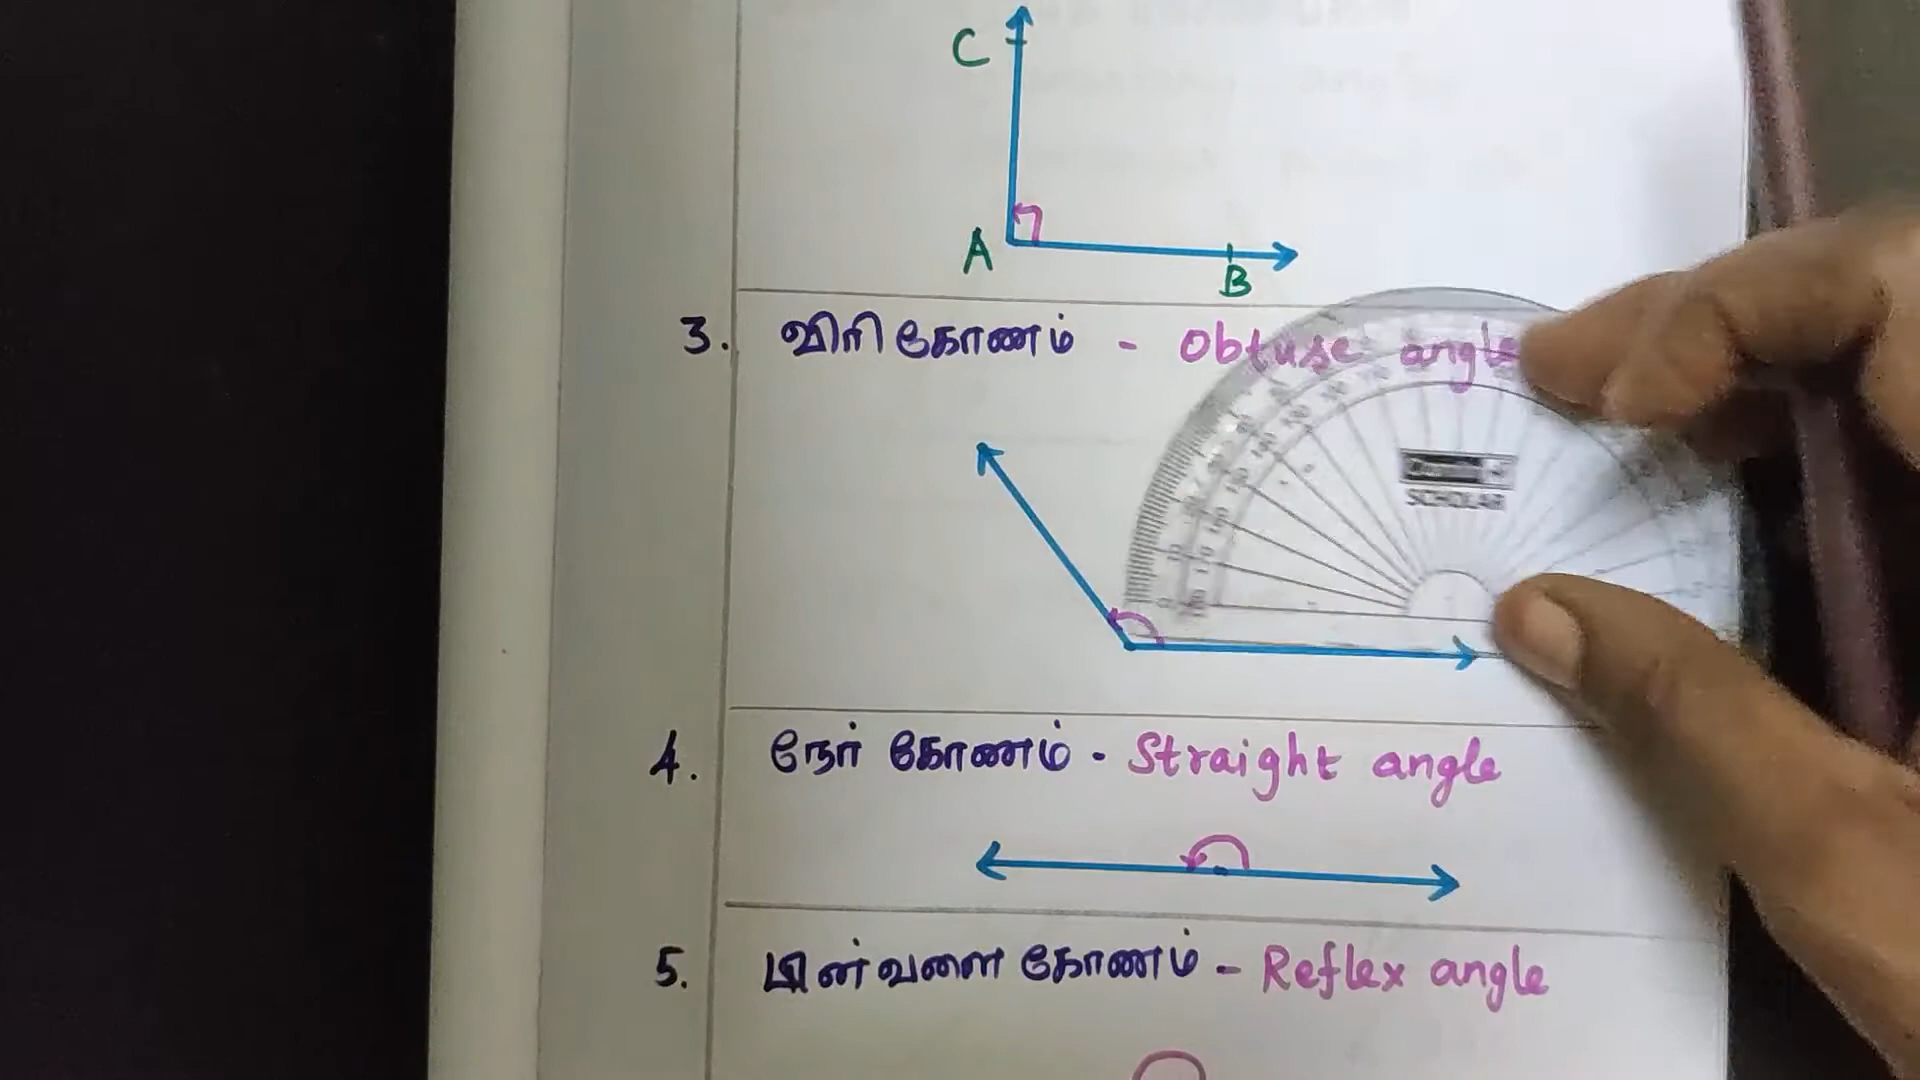 C
A
B
3. விரிகோணம் - Obtuse angle
SCHOLAR
4. நேர் கோணம் - Straight angle
5. பின்வளை கோணம் - Reflex angle